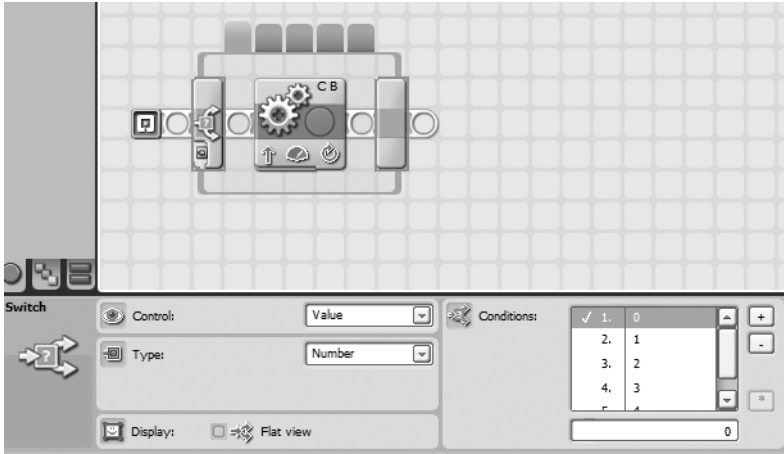 C B
Switch
Control:
Value
Conditions:
✓ 1. 0
2. 1
3. 2
4. 3
+
-
*
Type:
Number
Display:
Flat view
0